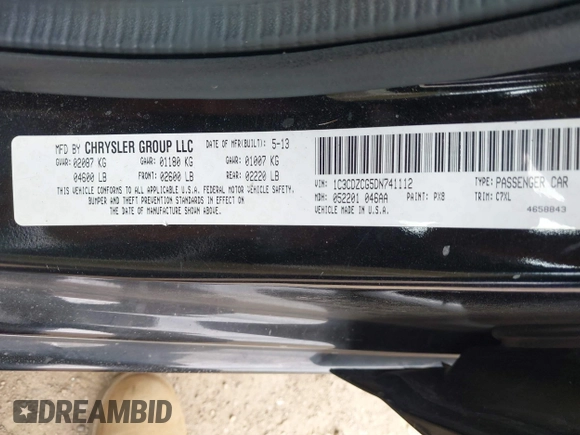 MFD BY CHRYSLER GROUP LLC DATE OF MFR(BUILT): 5-13
GVWR: 02087 KG GAWR: 01180 KG GAWR: 01007 KG
04600 LB FRONT: 02600 LB REAR: 02220 LB
THIS VEHICLE CONFORMS TO ALL APPLICABLE U.S.A. FEDERAL MOTOR VEHICLE SAFETY,
BUMPER AND THEFT PREVENTION STANDARDS IN EFFECT ON
THE DATE OF MANUFACTURE SHOWN ABOVE.
VIN: 1C3CDZCG5DN741112 TYPE: PASSENGER CAR
MDH: 052201 046AA PAINT: PX8 TRIM: C7XL
VEHICLE MADE IN U.S.A. 4658843
DREAMBID